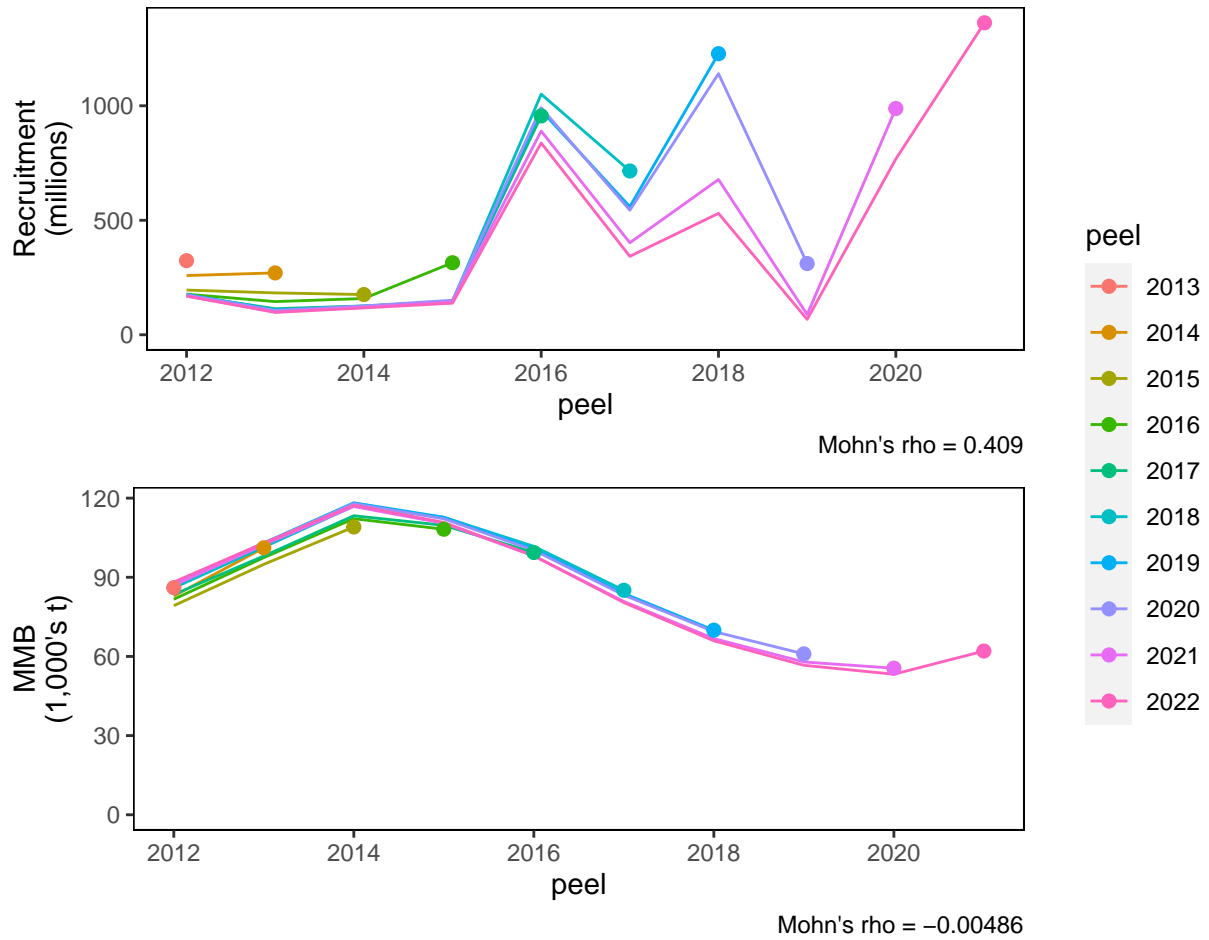 Recruitment
(millions)
1000
500
0
2012 2014 2016 2018 2020
peel
Mohn's rho = 0.409
MMB
(1,000's t)
120
90
60
30
0
2012 2014 2016 2018 2020
peel
Mohn's rho = −0.00486
peel
2013
2014
2015
2016
2017
2018
2019
2020
2021
2022